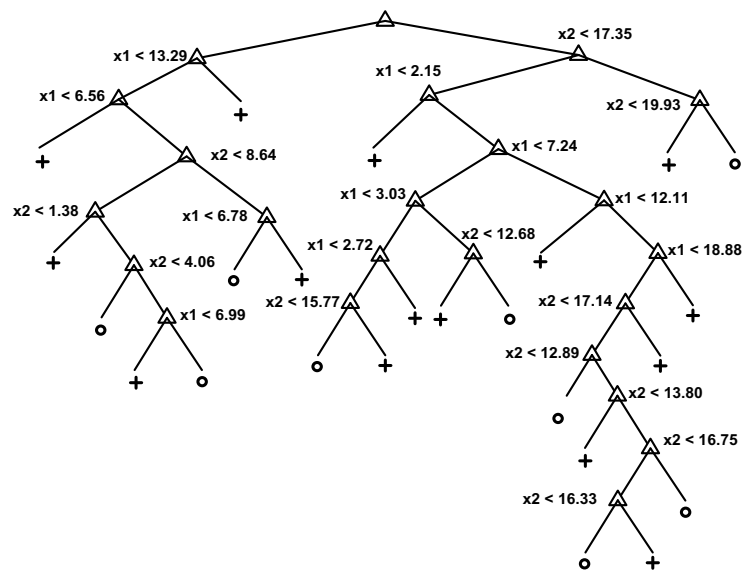 x2 < 17.35
x1 < 13.29
x1 < 2.15
x1 < 6.56
x2 < 19.93
x2 < 8.64
x1 < 7.24
x1 < 3.03
x1 < 12.11
x2 < 1.38
x1 < 6.78
x2 < 12.68
x1 < 2.72
x1 < 18.88
x2 < 4.06
x2 < 15.77
x2 < 17.14
x1 < 6.99
x2 < 12.89
x2 < 13.80
x2 < 16.75
x2 < 16.33